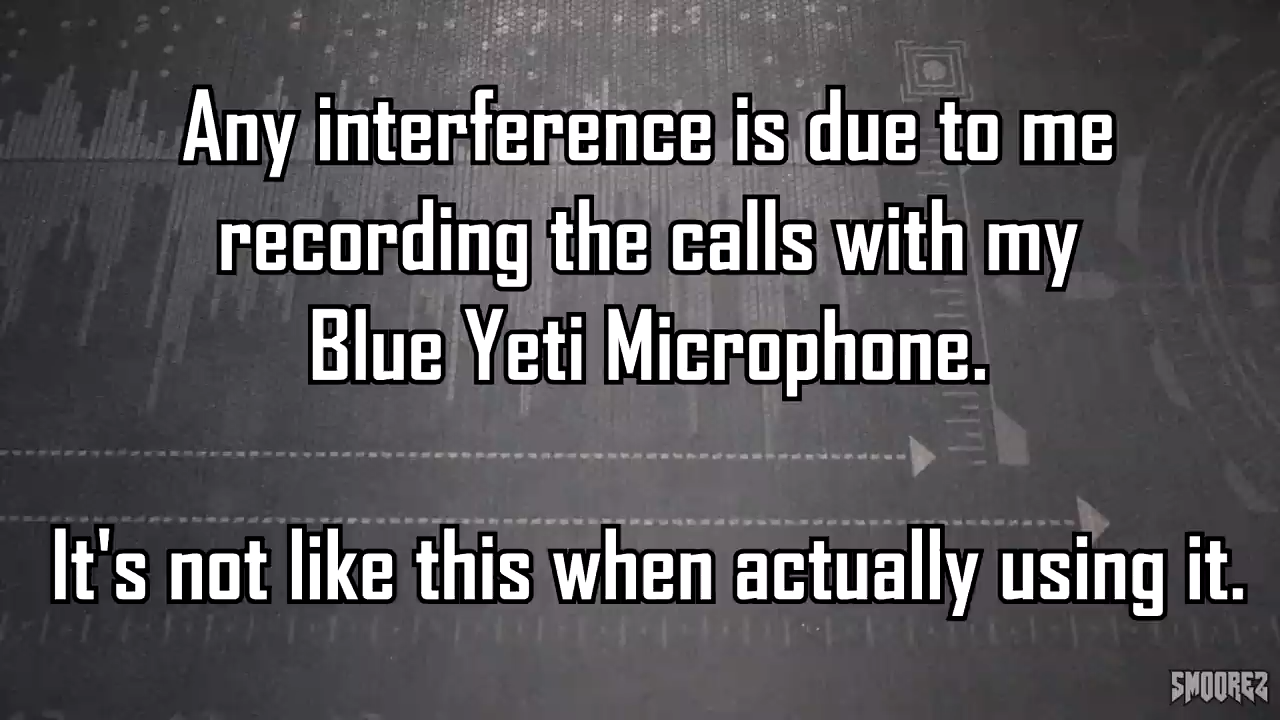 Any interference is due to me
recording the calls with my
Blue Yeti Microphone.
It's not like this when actually using it.
SMOOREZ